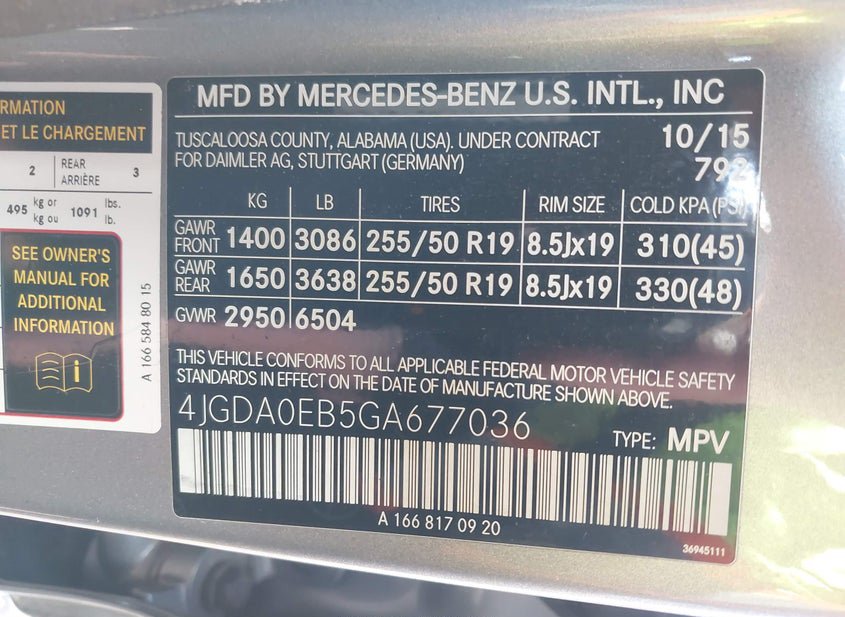 RMATION
ET LE CHARGEMENT
2 REAR ARRIÈRE 3
495 kg or kg ou 1091 lbs. lb.
SEE OWNER'S
MANUAL FOR
ADDITIONAL
INFORMATION
A 166 584 80 15
MFD BY MERCEDES-BENZ U.S. INTL., INC
TUSCALOOSA COUNTY, ALABAMA (USA). UNDER CONTRACT 10/15
FOR DAIMLER AG, STUTTGART (GERMANY) 792
KG LB TIRES RIM SIZE COLD KPA (PSI)
GAWR FRONT 1400 3086 255/50 R19 8.5Jx19 310(45)
GAWR REAR 1650 3638 255/50 R19 8.5Jx19 330(48)
GVWR 2950 6504
THIS VEHICLE CONFORMS TO ALL APPLICABLE FEDERAL MOTOR VEHICLE SAFETY
STANDARDS IN EFFECT ON THE DATE OF MANUFACTURE SHOWN ABOVE.
4JGDA0EB5GA677036 TYPE: MPV
A 166 817 09 20
36945111